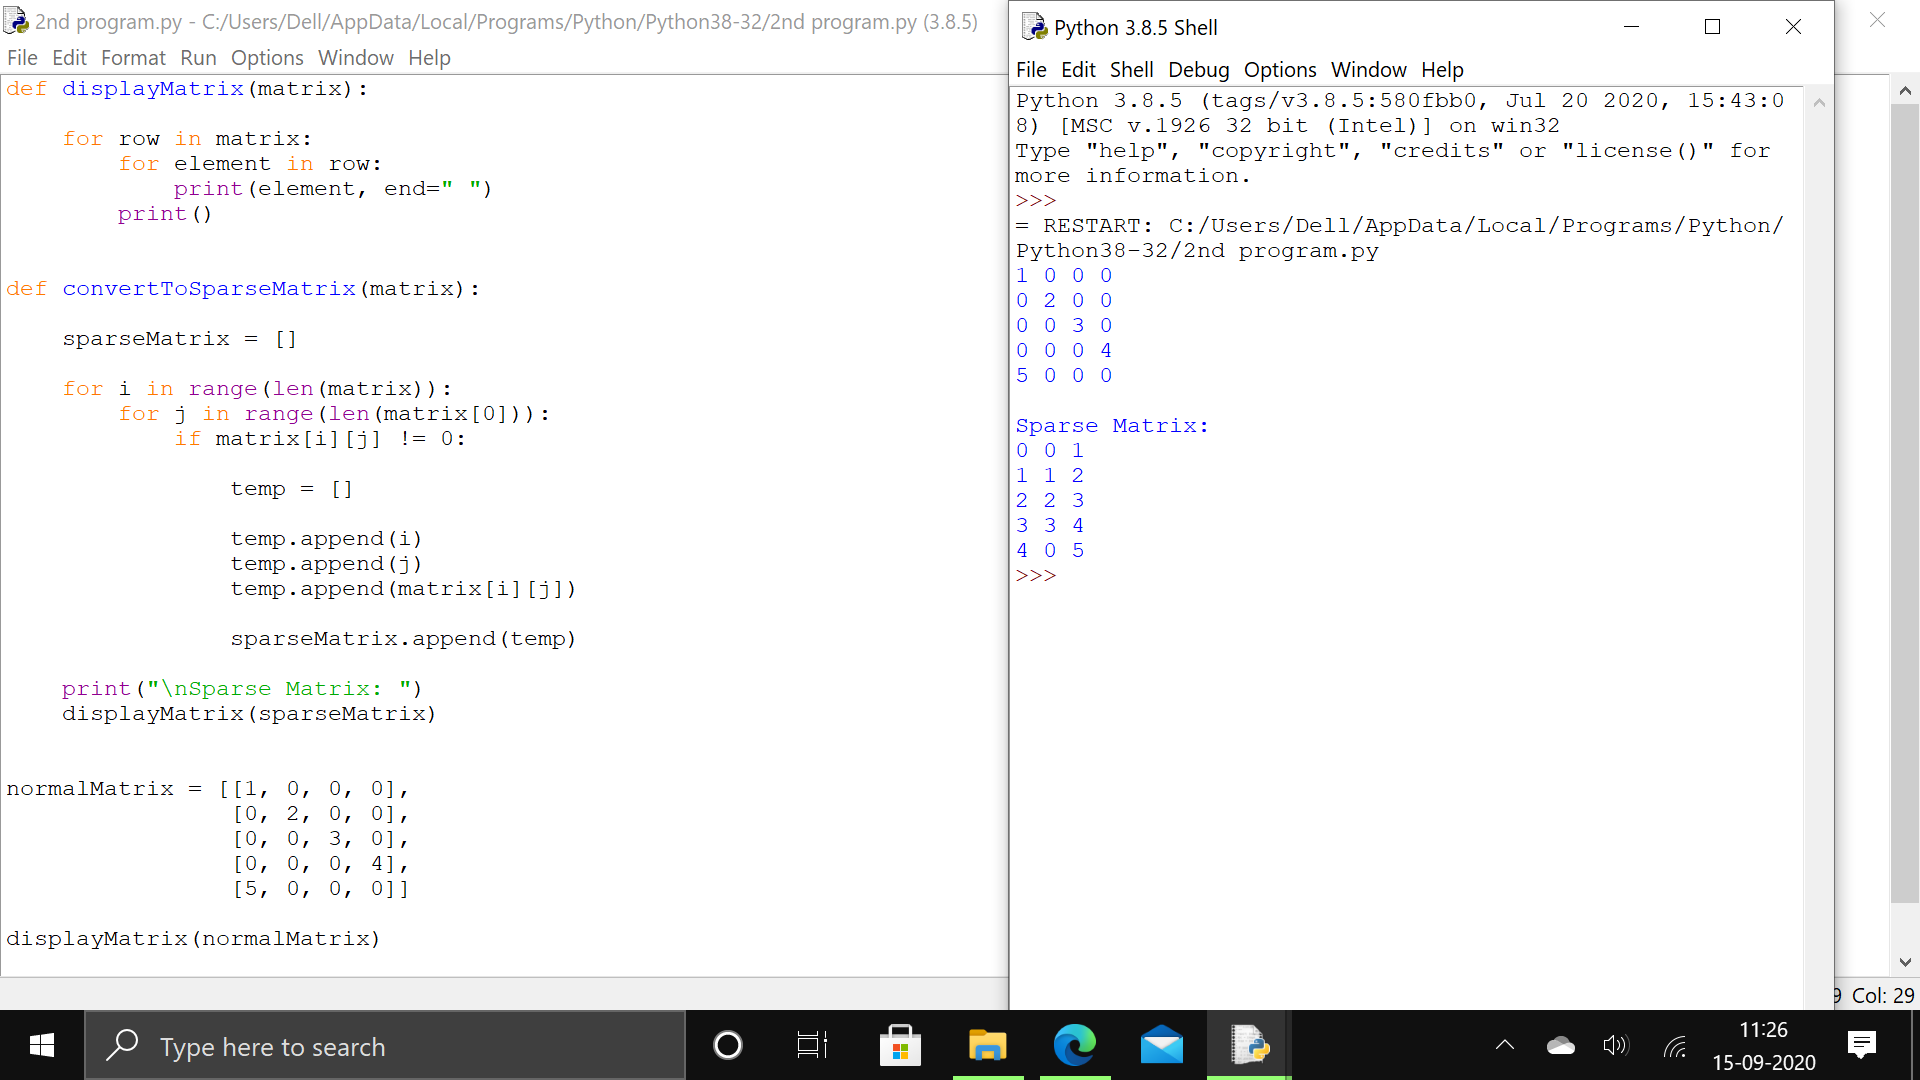 2nd program.py - C:/Users/Dell/AppData/Local/Programs/Python/Python38-32/2nd program.py (3.8.5)
File Edit Format Run Options Window Help
def displayMatrix(matrix):
    for row in matrix:
        for element in row:
            print(element, end=" ")
        print()
def convertToSparseMatrix(matrix):
    sparseMatrix = []
    for i in range(len(matrix)):
        for j in range(len(matrix[0])):
            if matrix[i][j] != 0:
                temp = []
                temp.append(i)
                temp.append(j)
                temp.append(matrix[i][j])
                sparseMatrix.append(temp)
    print("\nSparse Matrix: ")
    displayMatrix(sparseMatrix)
normalMatrix = [[1, 0, 0, 0],
                [0, 2, 0, 0],
                [0, 0, 3, 0],
                [0, 0, 0, 4],
                [5, 0, 0, 0]]
displayMatrix(normalMatrix)
Python 3.8.5 Shell
File Edit Shell Debug Options Window Help
Python 3.8.5 (tags/v3.8.5:580fbb0, Jul 20 2020, 15:43:0
8) [MSC v.1926 32 bit (Intel)] on win32
Type "help", "copyright", "credits" or "license()" for
more information.
>>>
= RESTART: C:/Users/Dell/AppData/Local/Programs/Python/
Python38-32/2nd program.py
1 0 0 0
0 2 0 0
0 0 3 0
0 0 0 4
5 0 0 0
Sparse Matrix:
0 0 1
1 1 2
2 2 3
3 3 4
4 0 5
>>>
9 Col: 29
Type here to search
11:26
15-09-2020